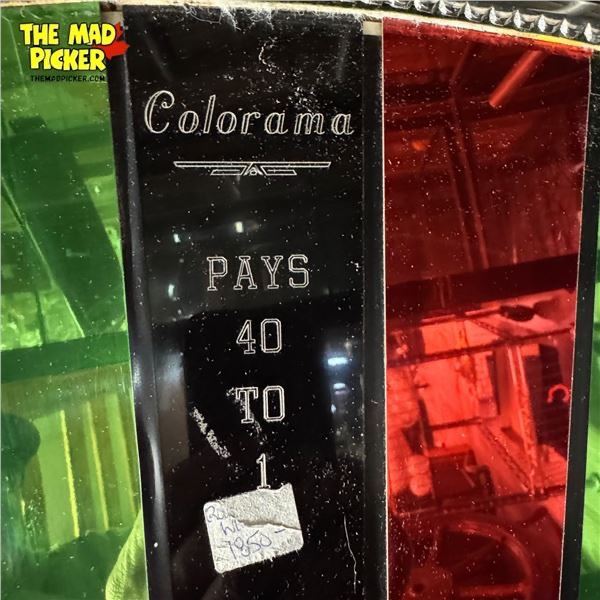 THE MAD
PICKER
THEMADPICKER.COM
Colorama
PAYS
40
TO
1